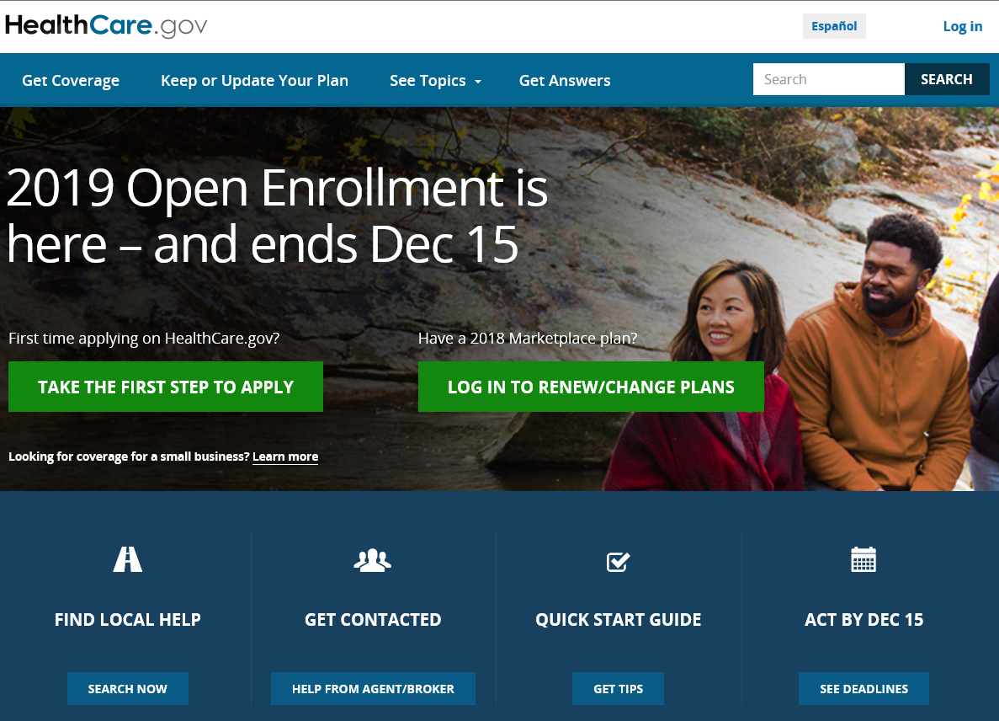 HealthCare.gov
Español
Log in
Get Coverage
Keep or Update Your Plan
See Topics
Get Answers
Search
SEARCH
2019 Open Enrollment is
here – and ends Dec 15
First time applying on HealthCare.gov?
TAKE THE FIRST STEP TO APPLY
Have a 2018 Marketplace plan?
LOG IN TO RENEW/CHANGE PLANS
Looking for coverage for a small business? Learn more
FIND LOCAL HELP
SEARCH NOW
GET CONTACTED
HELP FROM AGENT/BROKER
QUICK START GUIDE
GET TIPS
ACT BY DEC 15
SEE DEADLINES